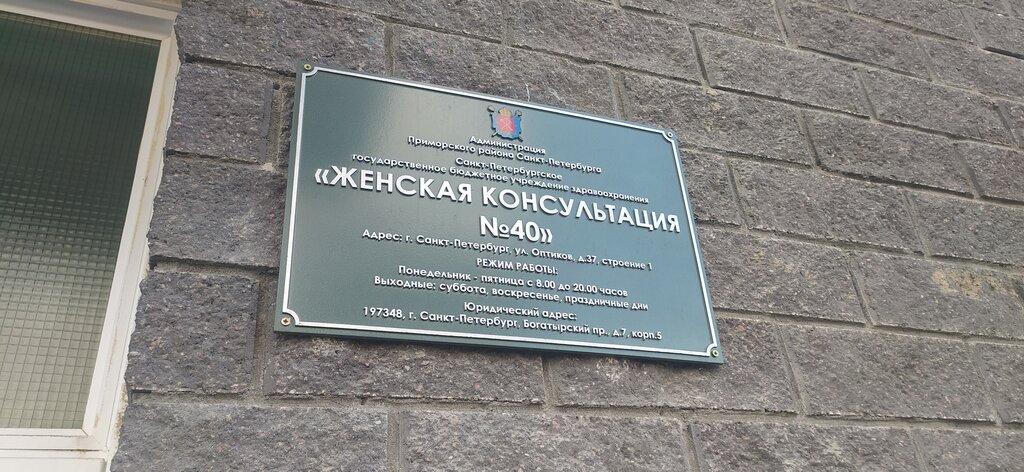 Администрация
Приморского района Санкт-Петербурга
Санкт-Петербургское
государственное бюджетное учреждение здравоохранения
«ЖЕНСКАЯ КОНСУЛЬТАЦИЯ
№40»
Адрес: г. Санкт-Петербург, ул. Оптиков, д.37, строение 1
РЕЖИМ РАБОТЫ:
Понедельник - пятница с 8.00 до 20.00 часов
Выходные: суббота, воскресенье, праздничные дни
Юридический адрес:
197348, г. Санкт-Петербург, Богатырский пр., д.7, корп.5